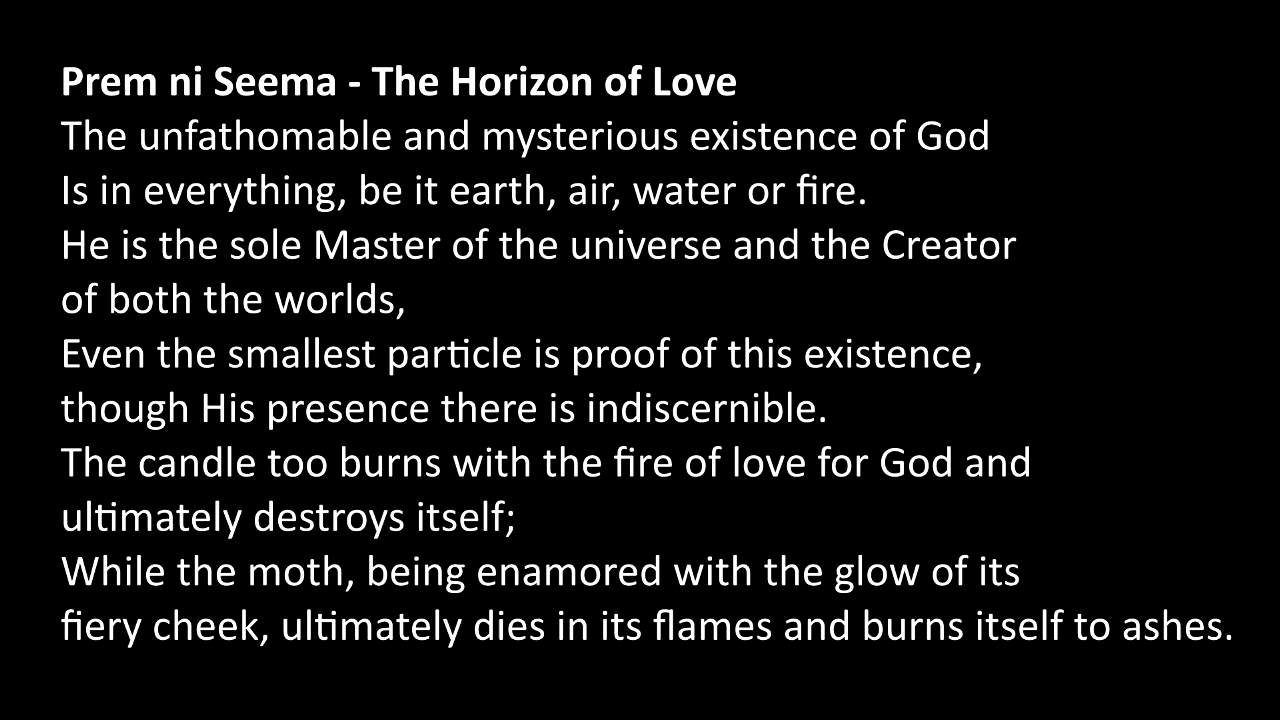 Prem ni Seema - The Horizon of Love
The unfathomable and mysterious existence of God
Is in everything, be it earth, air, water or fire.
He is the sole Master of the universe and the Creator
of both the worlds,
Even the smallest particle is proof of this existence,
though His presence there is indiscernible.
The candle too burns with the fire of love for God and
ultimately destroys itself;
While the moth, being enamored with the glow of its
fiery cheek, ultimately dies in its flames and burns itself to ashes.